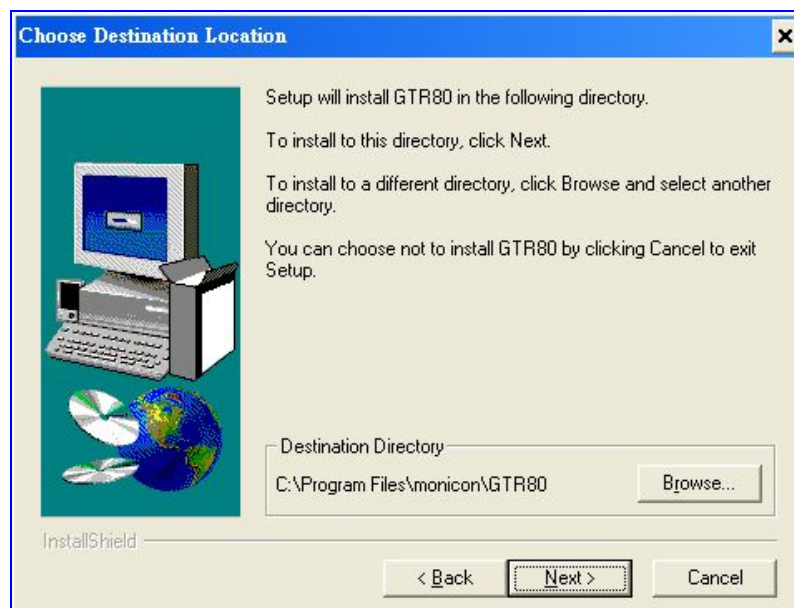 Choose Destination Location
Setup will install GTR80 in the following directory.
To install to this directory, click Next.
To install to a different directory, click Browse and select another
directory.
You can choose not to install GTR80 by clicking Cancel to exit
Setup.
Destination Directory
C:\Program Files\monicon\GTR80
Browse...
InstallShield
< Back
Next >
Cancel